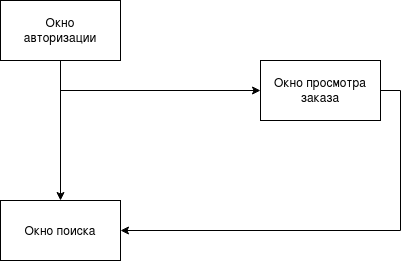 Окно
авторизации
Окно просмотра
заказа
Окно поиска